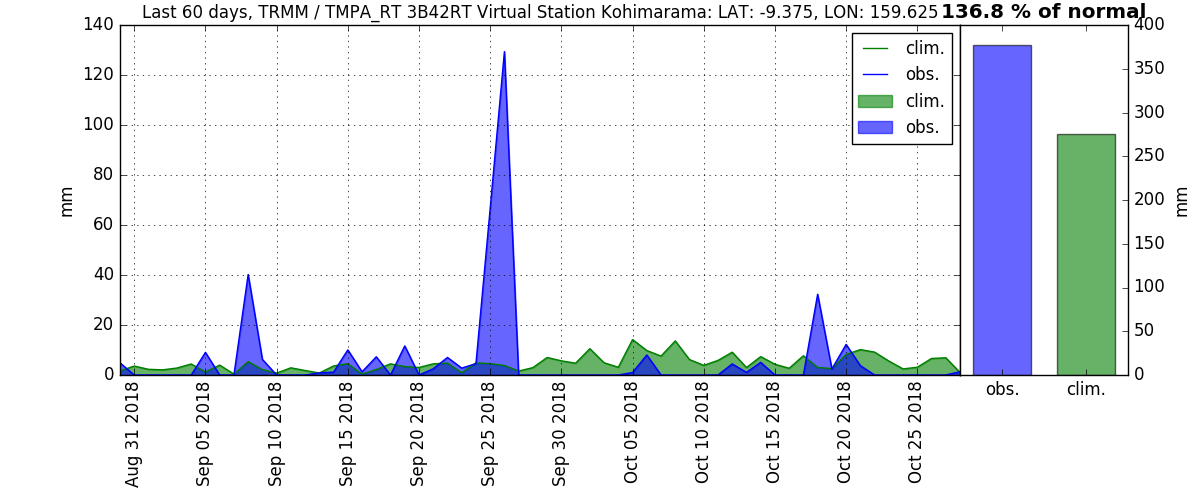 Last 60 days, TRMM / TMPA_RT 3B42RT Virtual Station Kohimarama: LAT: -9.375, LON: 159.625 136.8 % of normal
mm
140
120
100
80
60
40
20
0
clim.
obs.
clim.
obs.
Aug 31 2018
Sep 05 2018
Sep 10 2018
Sep 15 2018
Sep 20 2018
Sep 25 2018
Sep 30 2018
Oct 05 2018
Oct 10 2018
Oct 15 2018
Oct 20 2018
Oct 25 2018
400
350
300
250
200
150
100
50
0
mm
obs.
clim.